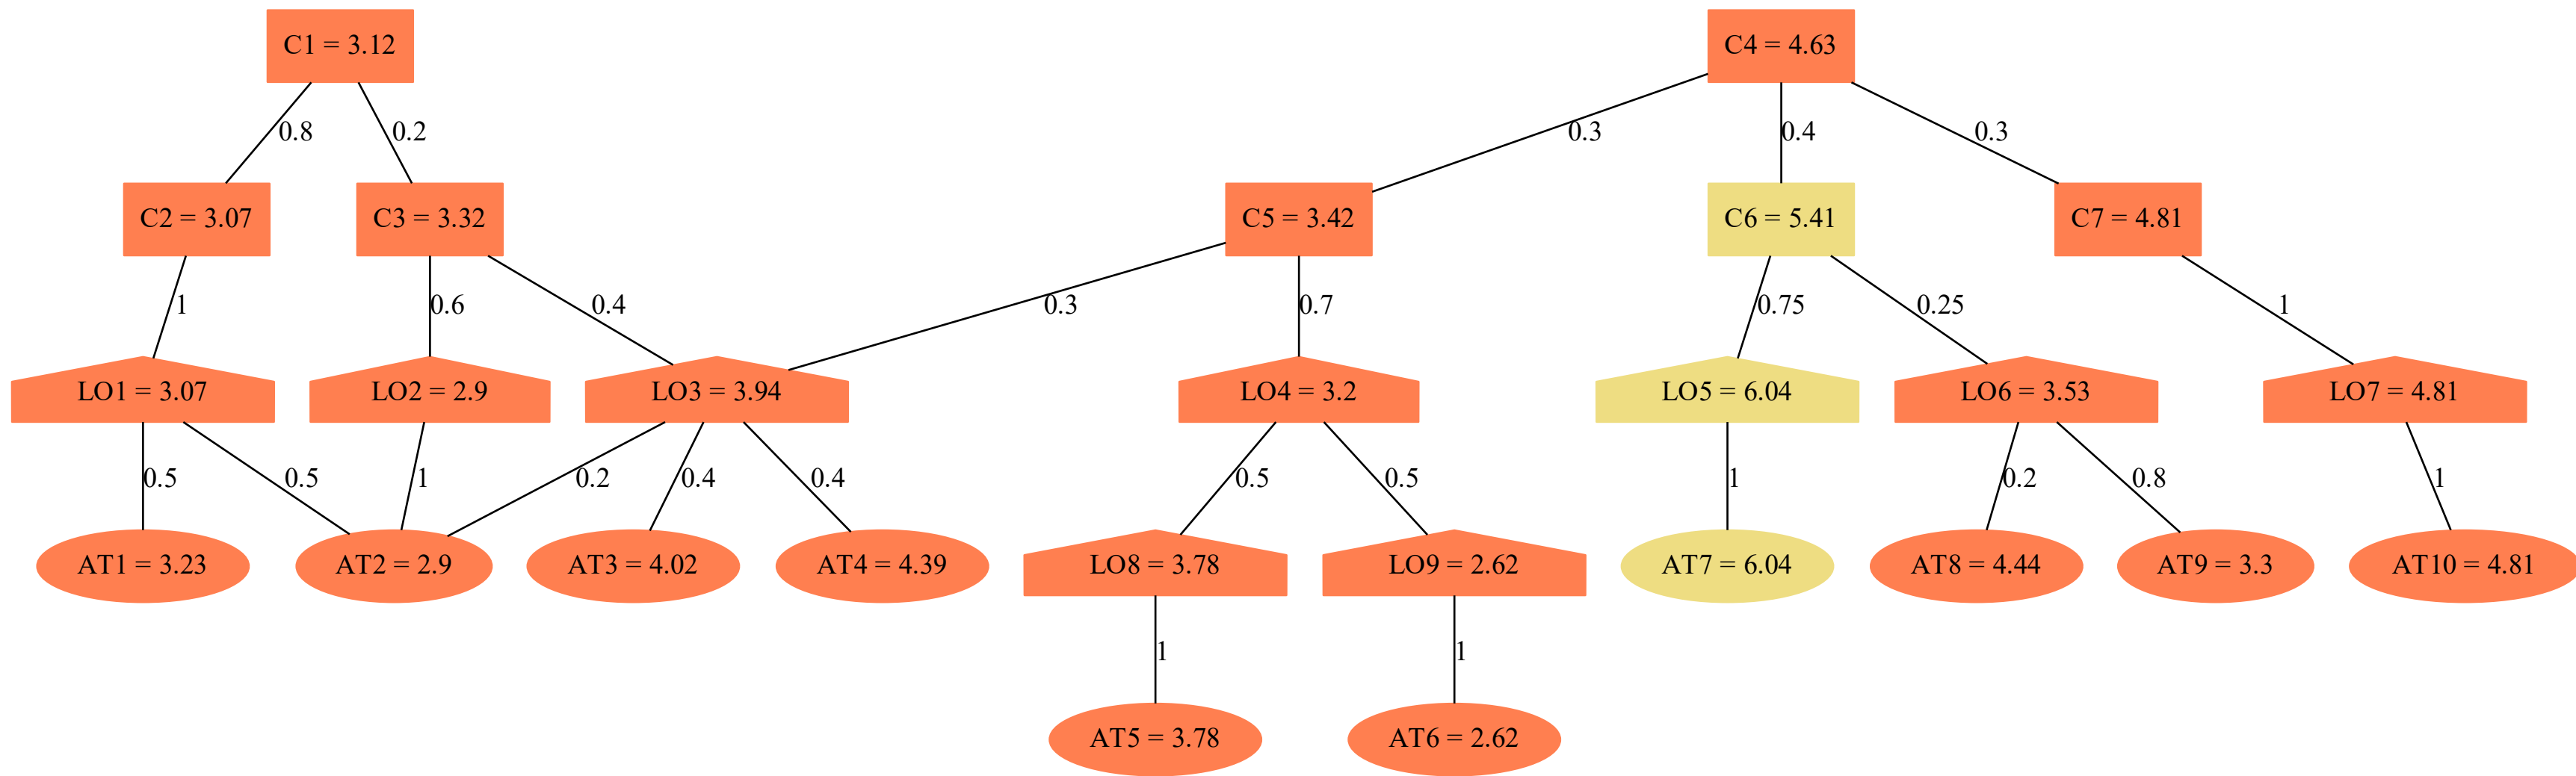 C1 = 3.12
C4 = 4.63
0.8
0.2
0.3
0.4
0.3
C2 = 3.07
C3 = 3.32
C5 = 3.42
C6 = 5.41
C7 = 4.81
1
0.6
0.4
0.3
0.7
0.75
0.25
1
LO1 = 3.07
LO2 = 2.9
LO3 = 3.94
LO4 = 3.2
LO5 = 6.04
LO6 = 3.53
LO7 = 4.81
0.5
0.5
1
0.2
0.4
0.4
0.5
0.5
1
0.2
0.8
1
AT1 = 3.23
AT2 = 2.9
AT3 = 4.02
AT4 = 4.39
LO8 = 3.78
LO9 = 2.62
AT7 = 6.04
AT8 = 4.44
AT9 = 3.3
AT10 = 4.81
1
1
AT5 = 3.78
AT6 = 2.62